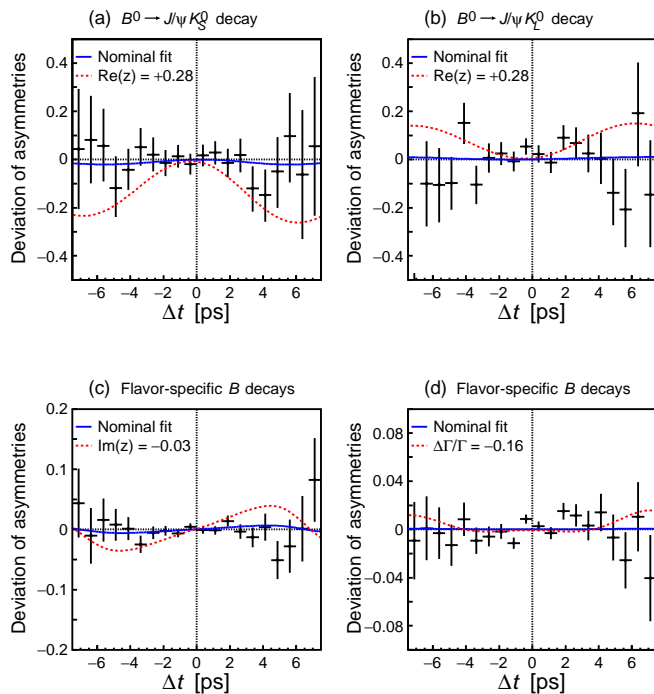 (a) B⁰ → J/ψ K⁰_S decay
Deviation of asymmetries
0.4
0.2
0
−0.2
−0.4
Nominal fit
Re(z) = +0.28
−6 −4 −2 0 2 4 6
Δt [ps]
(b) B⁰ → J/ψ K⁰_L decay
Deviation of asymmetries
0.4
0.2
0
−0.2
−0.4
Nominal fit
Re(z) = +0.28
−6 −4 −2 0 2 4 6
Δt [ps]
(c) Flavor-specific B decays
Deviation of asymmetries
0.2
0.1
0
−0.1
−0.2
Nominal fit
Im(z) = −0.03
−6 −4 −2 0 2 4 6
Δt [ps]
(d) Flavor-specific B decays
Deviation of asymmetries
0.08
0.04
0
−0.04
−0.08
Nominal fit
ΔΓ/Γ = −0.16
−6 −4 −2 0 2 4 6
Δt [ps]